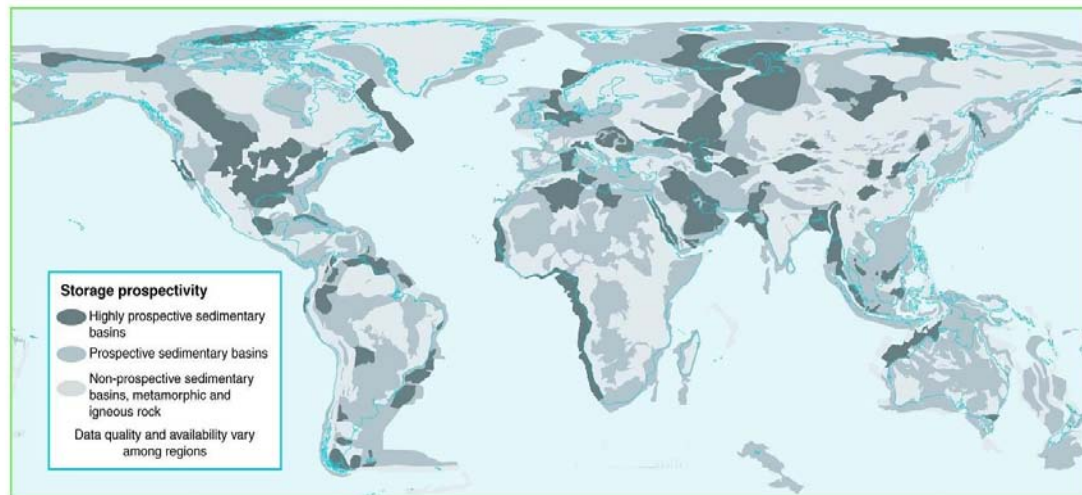 Storage prospectivity
Highly prospective sedimentary
basins
Prospective sedimentary basins
Non-prospective sedimentary
basins, metamorphic and
igneous rock
Data quality and availability vary
among regions